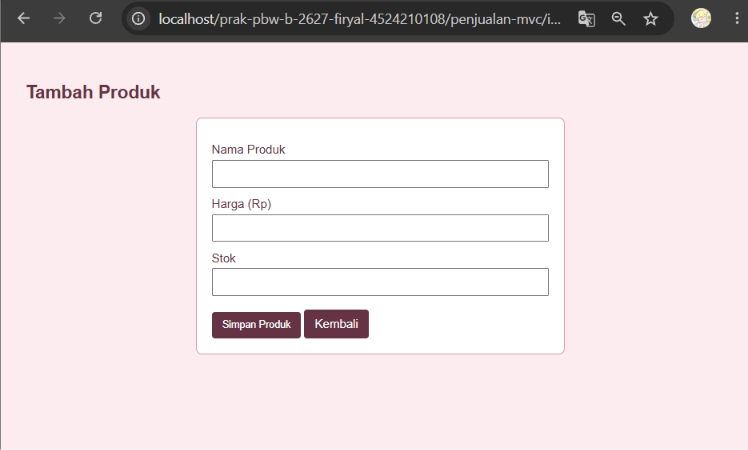 localhost/prak-pbw-b-2627-firyal-4524210108/penjualan-mvc/i...
Tambah Produk
Nama Produk
Harga (Rp)
Stok
Simpan Produk Kembali